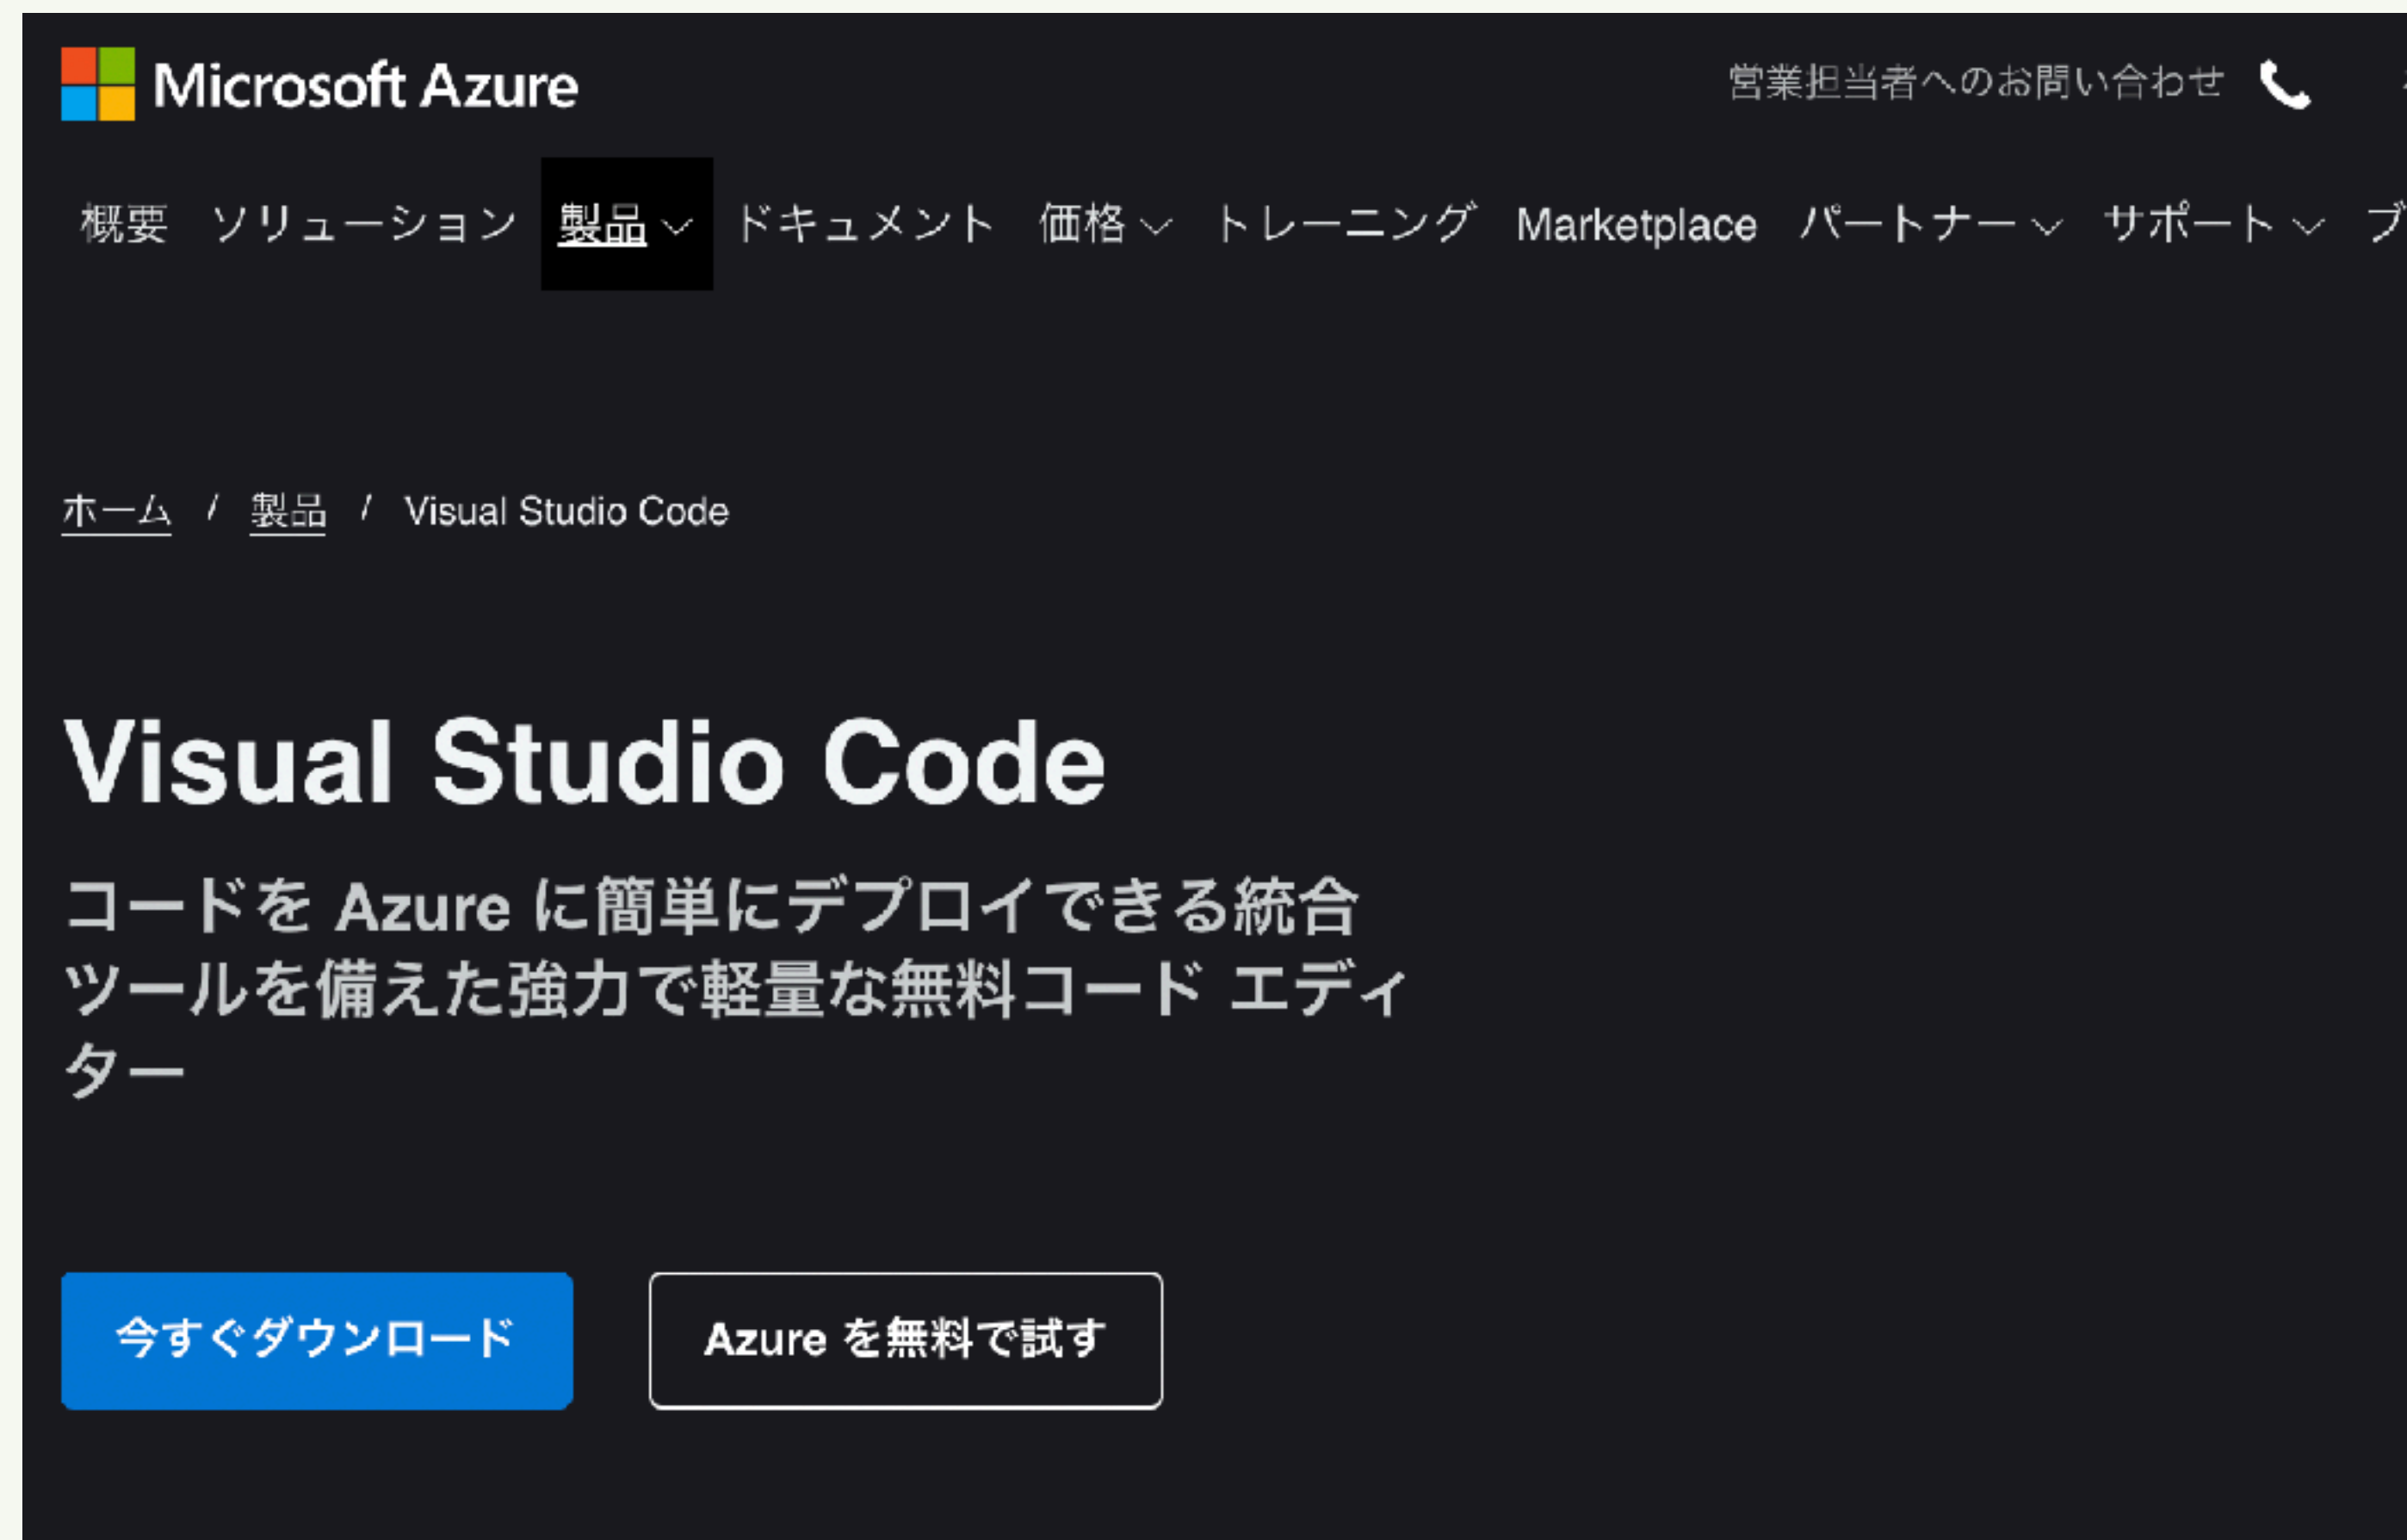 Microsoft Azure
営業担当者へのお問い合わせ
概要 ソリューション 製品 ドキュメント 価格 トレーニング Marketplace パートナー サポート
ホーム / 製品 / Visual Studio Code
Visual Studio Code
コードを Azure に簡単にデプロイできる統合
ツールを備えた強力で軽量な無料コード エディ
ター
今すぐダウンロード
Azure を無料で試す